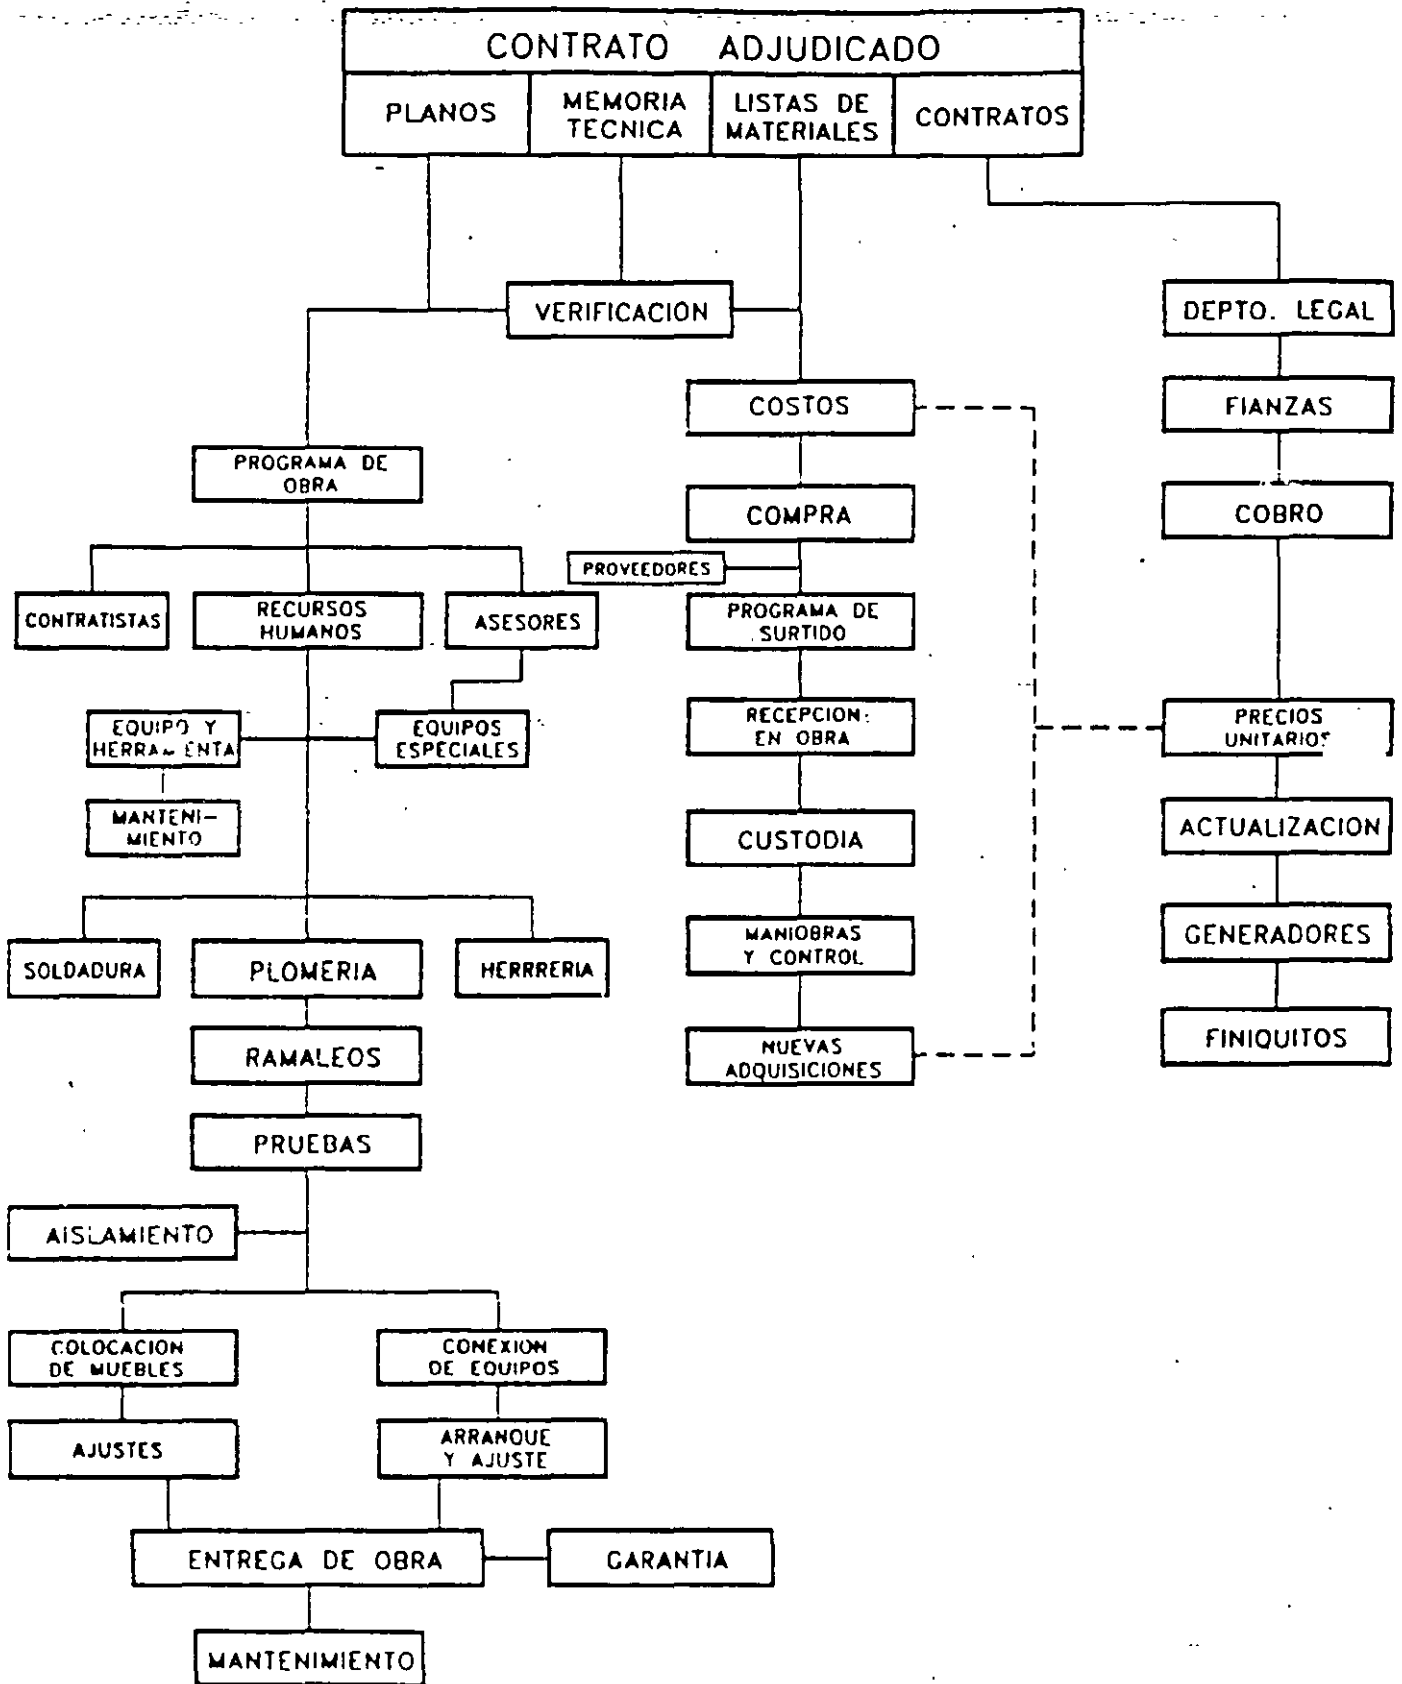 CONTRATO ADJUDICADO
PLANOS
MEMORIA
TECNICA
LISTAS DE
MATERIALES
CONTRATOS
VERIFICACION
DEPTO. LEGAL
COSTOS
FIANZAS
PROGRAMA DE
OBRA
COMPRA
COBRO
PROVEEDORES
CONTRATISTAS
RECURSOS
HUMANOS
ASESORES
PROGRAMA DE
SURTIDO
EQUIPO Y
HERRAMIENTA
EQUIPOS
ESPECIALES
RECEPCION
EN OBRA
PRECIOS
UNITARIOS
MANTENI-
MIENTO
CUSTODIA
ACTUALIZACION
SOLDADURA
PLOMERIA
HERRRERIA
MANIOBRAS
Y CONTROL
GENERADORES
RAMALEOS
NUEVAS
ADQUISICIONES
FINIQUITOS
PRUEBAS
AISLAMIENTO
COLOCACION
DE MUEBLES
CONEXION
DE EQUIPOS
AJUSTES
ARRANQUE
Y AJUSTE
ENTREGA DE OBRA
GARANTIA
MANTENIMIENTO